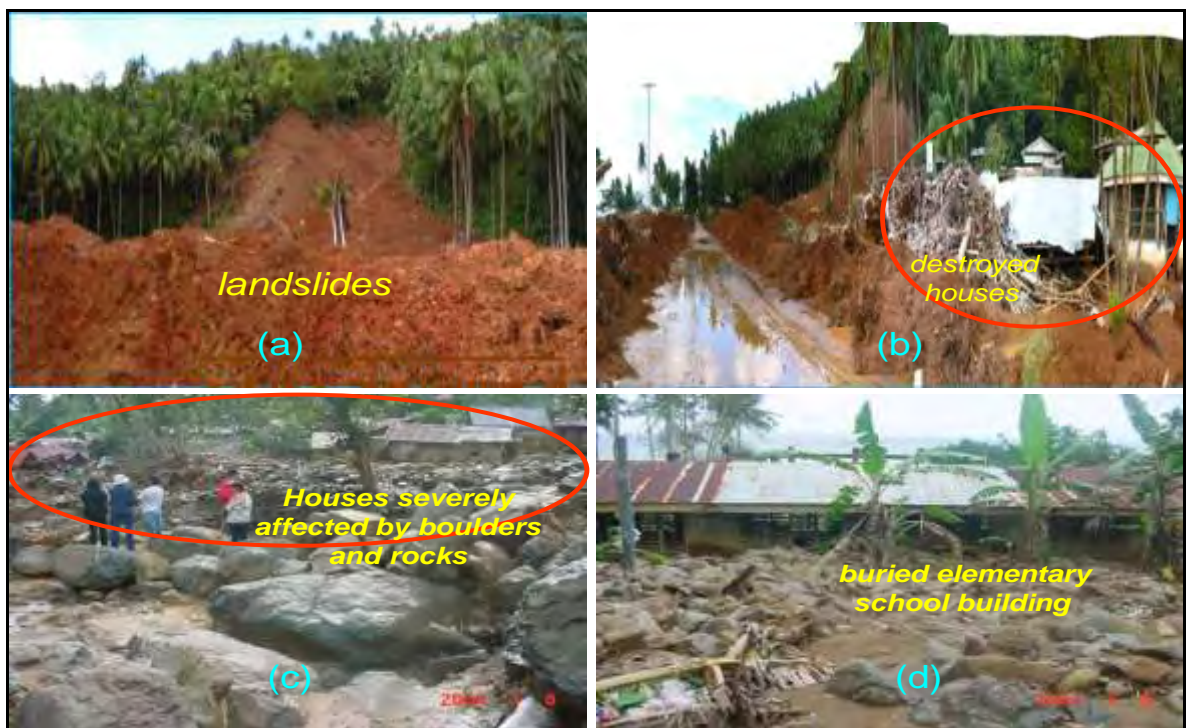 landslides
(a)
destroyed
houses
(b)
Houses severely
affected by boulders
and rocks
(c)
buried elementary
school building
(d)